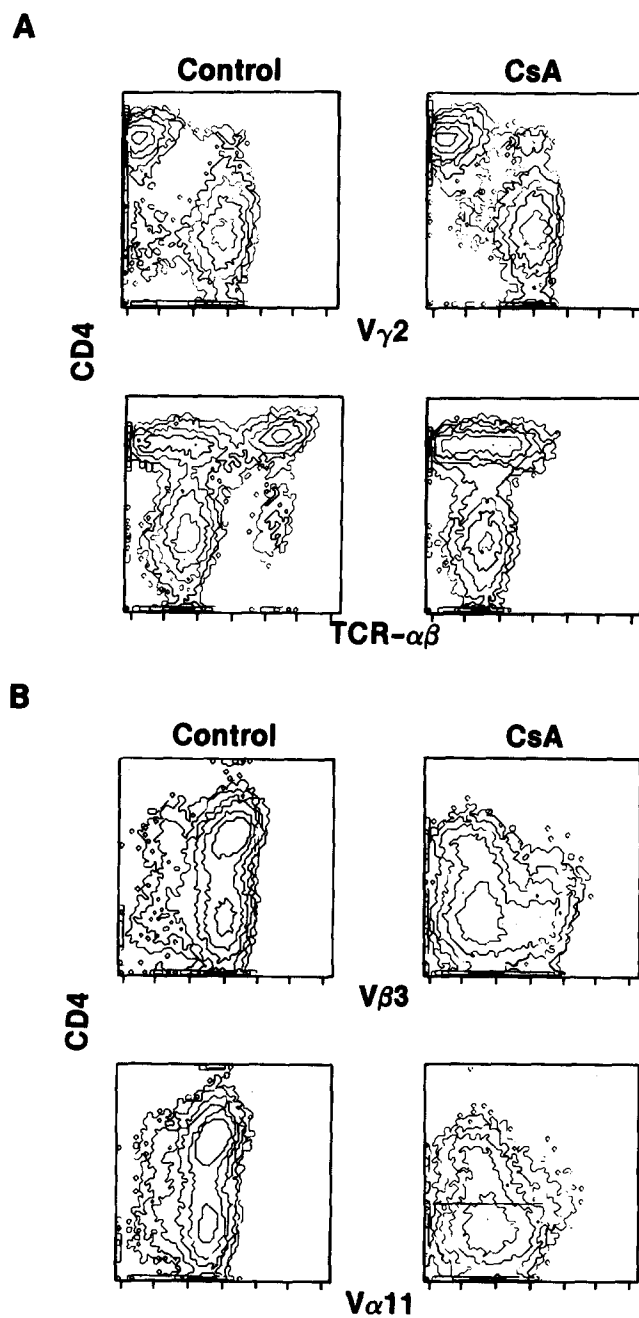 A
Control CsA
CD4
Vγ2
TCR-αβ
B
Control CsA
Vβ3
CD4
Vα11